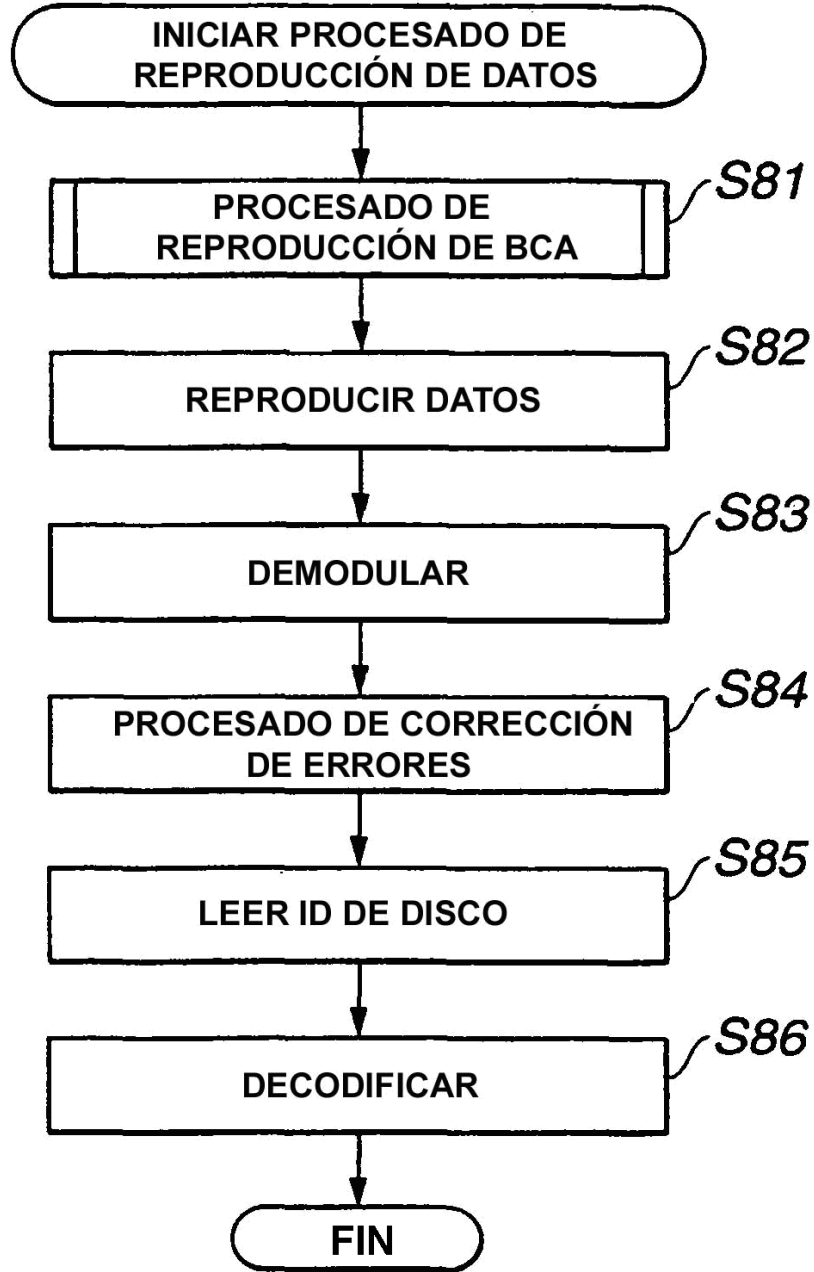 INICIAR PROCESADO DE
REPRODUCCIÓN DE DATOS
S81
PROCESADO DE
REPRODUCCIÓN DE BCA
S82
REPRODUCIR DATOS
S83
DEMODULAR
S84
PROCESADO DE CORRECCIÓN
DE ERRORES
S85
LEER ID DE DISCO
S86
DECODIFICAR
FIN